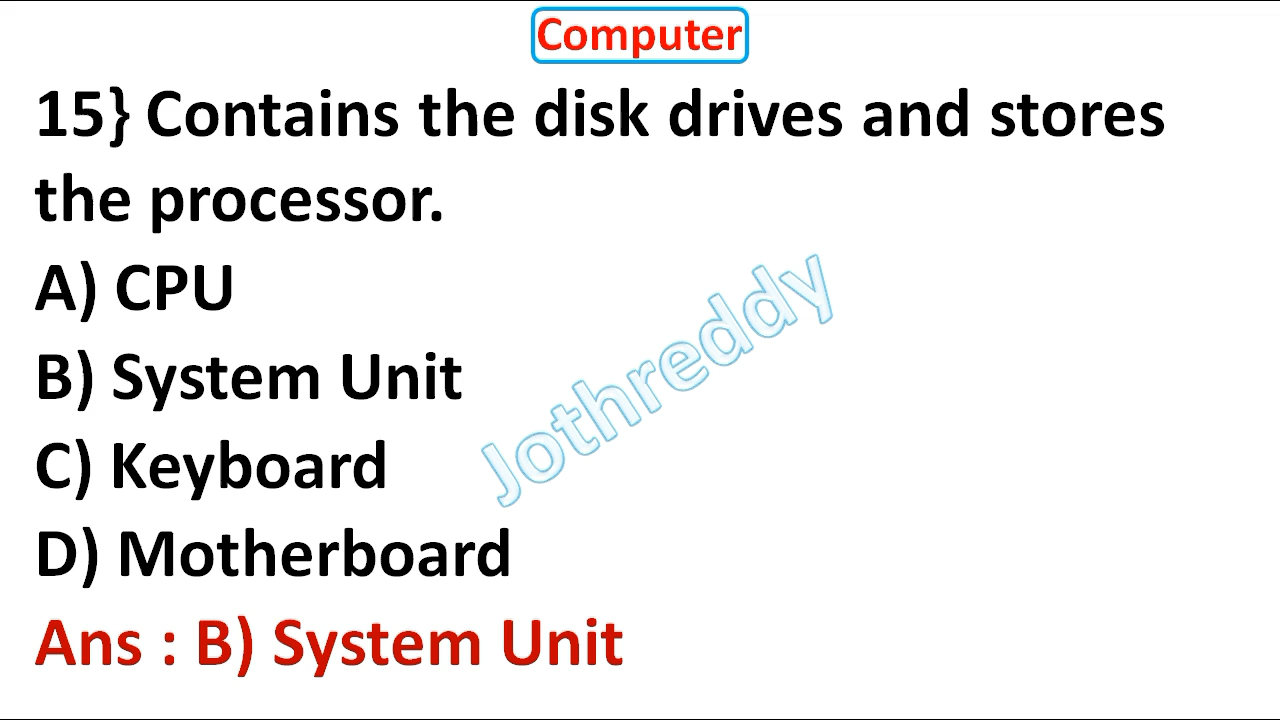 Computer
15} Contains the disk drives and stores
the processor.
A) CPU
B) System Unit
C) Keyboard
D) Motherboard
Ans : B) System Unit
Jothreddy